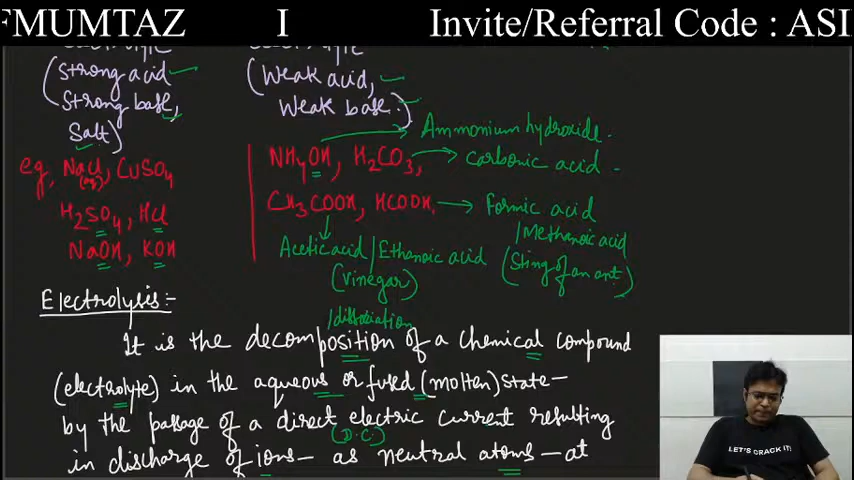 FMUMTAZ I Invite/Referral Code : ASI
(Strong acid (Weak acid,
Strong base, Weak base.)
Salt)
Ammonium hydroxide.
eg, NaCl, CuSO4 NH4OH, H2CO3, → carbonic acid
(aq)
H2SO4, HCl CH3COOH, HCOOH, → Formic acid
/Methanoic acid
NaOH, KOH Acetic acid/Ethanoic acid (Sting of an ant)
(Vinegar)
Electrolysis:-
/dissociation
It is the decomposition of a chemical compound
(electrolyte) in the aqueous or fused (molten) state-
by the passage of a direct electric current resulting
(D.C.)
in discharge of ions- as neutral atoms - at
LET'S CRACK IT!